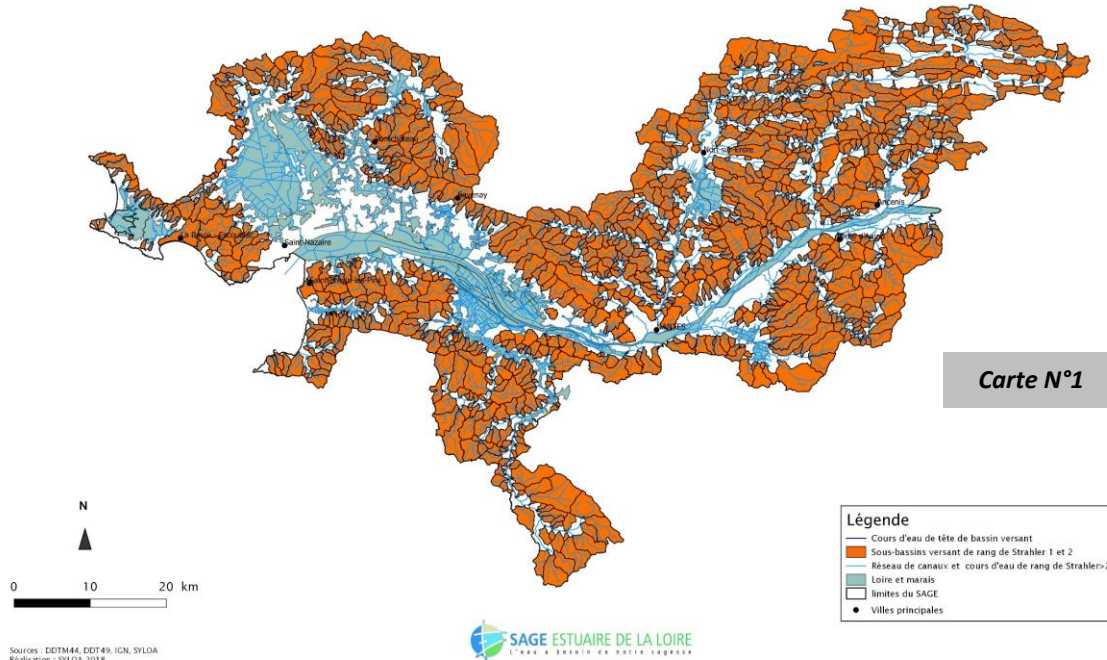 Nort-sur-Erdre
Ancenis
Saint-Nazaire
NANTES
Carte N°1
N
0 10 20 km
Légende
Cours d'eau de tête de bassin versant
Sous-bassins versant de rang de Strahler 1 et 2
Réseau de canaux et cours d'eau de rang de Strahler>2
Loire et marais
limites du SAGE
Villes principales
Sources : DDTM44, DDT49, IGN, SYLOA
Réalisation : SYLOA 2018
SAGE ESTUAIRE DE LA LOIRE
L'eau a besoin de notre sagesse